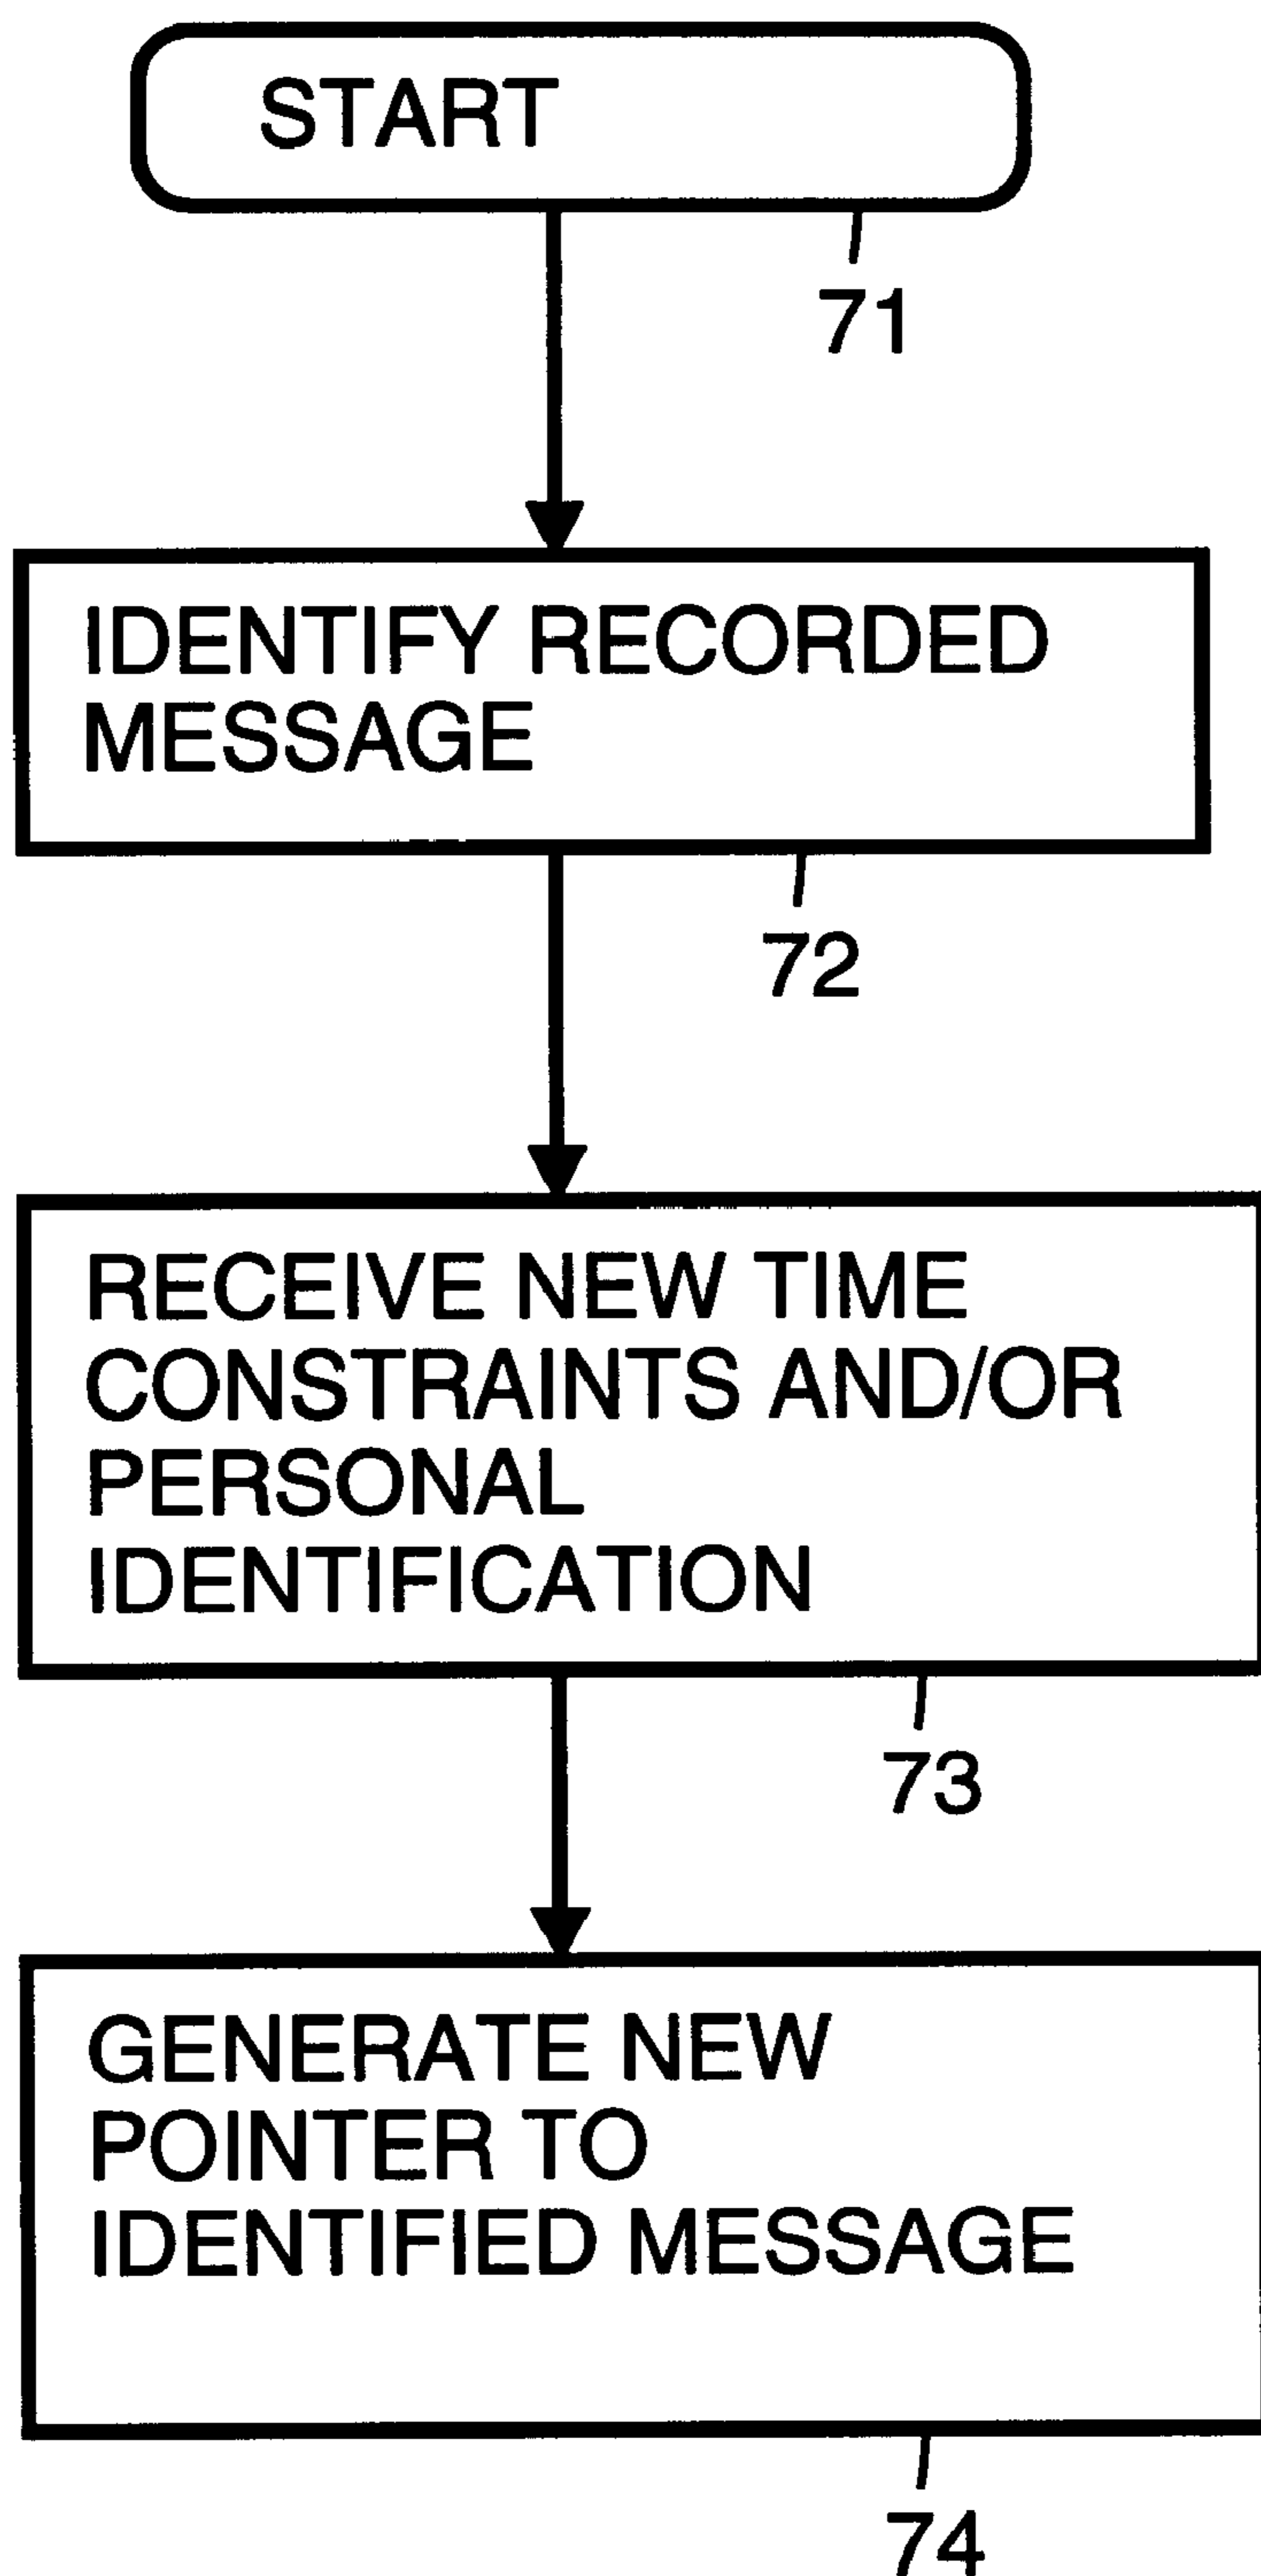 START
71
IDENTIFY RECORDED
MESSAGE
72
RECEIVE NEW TIME
CONSTRAINTS AND/OR
PERSONAL
IDENTIFICATION
73
GENERATE NEW
POINTER TO
IDENTIFIED MESSAGE
74